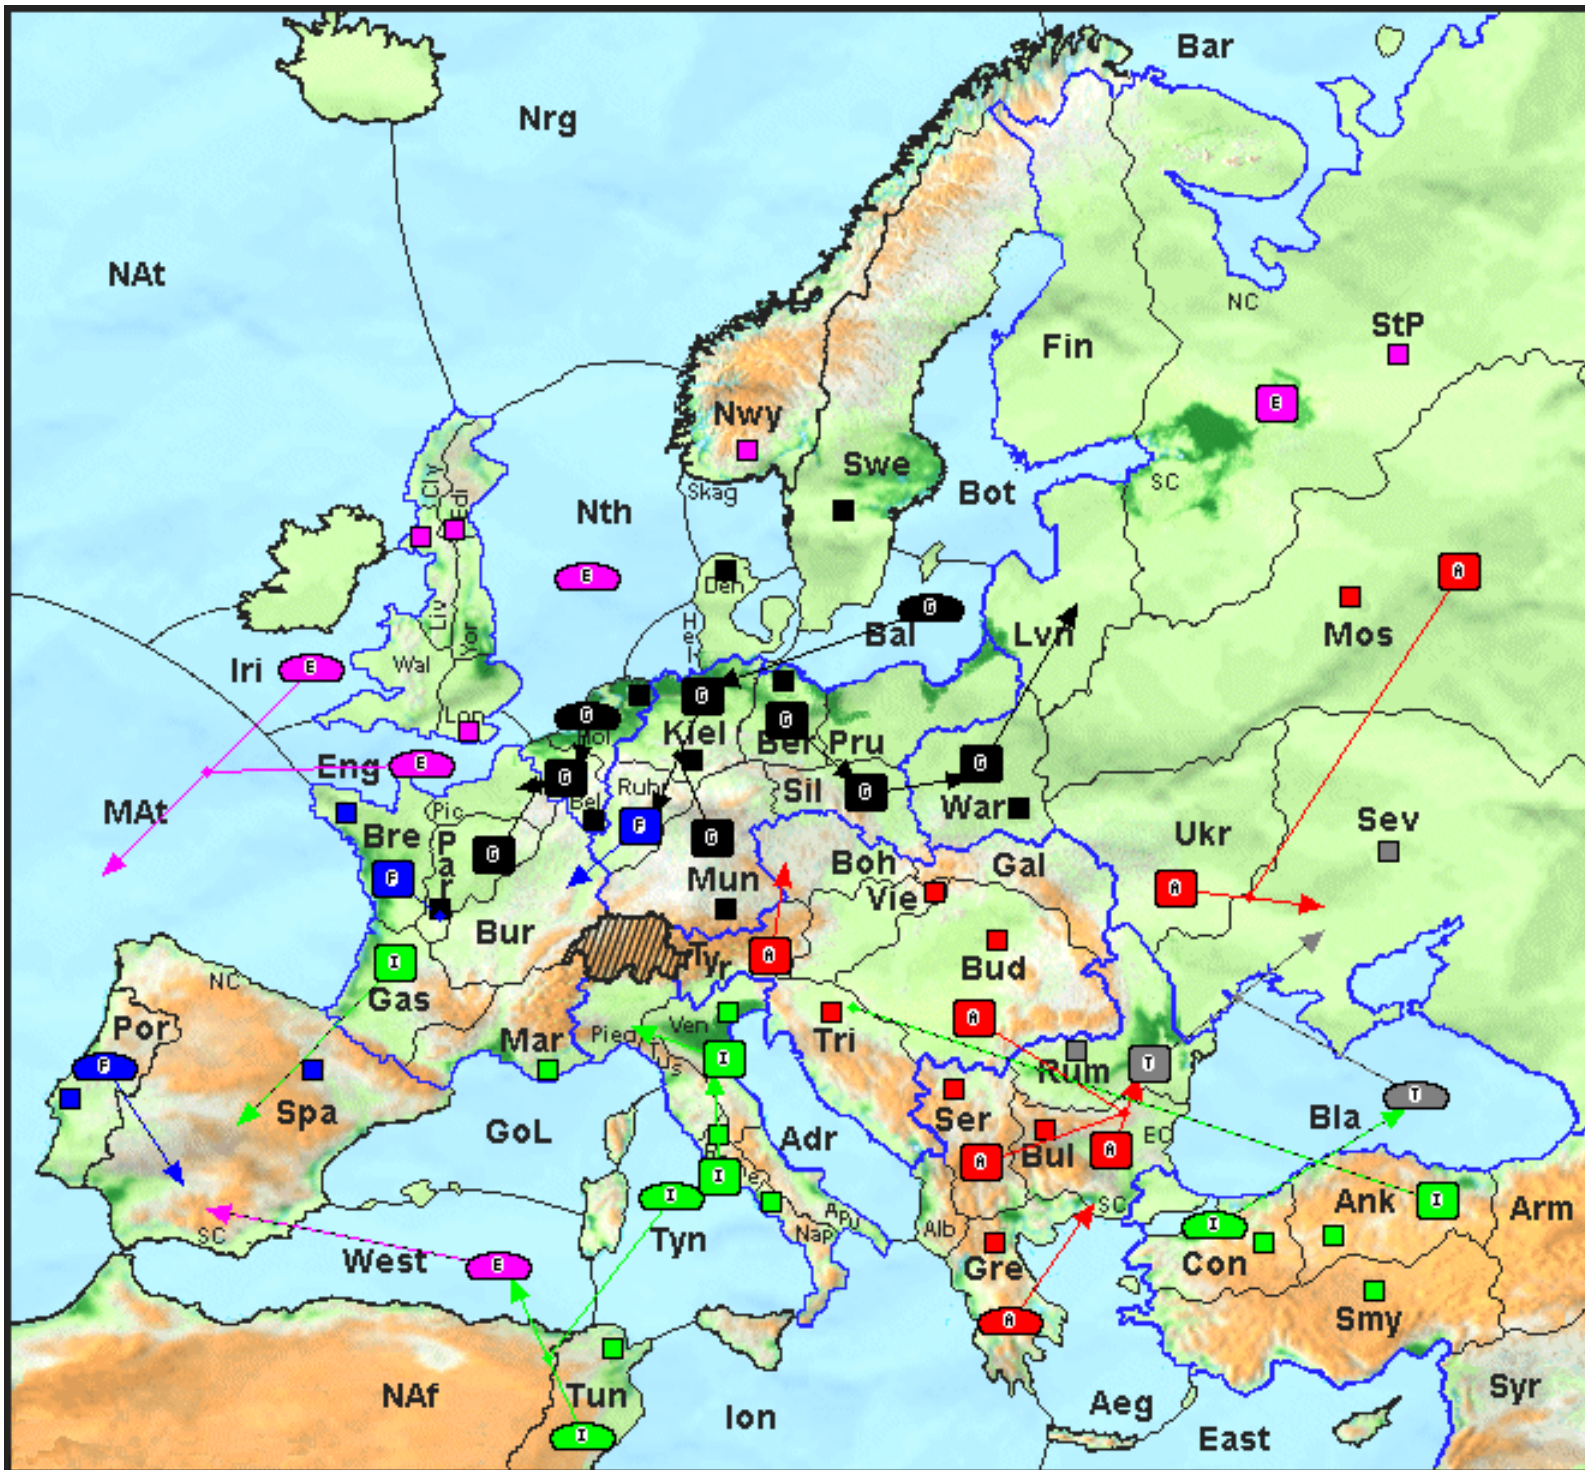 Bar
Nrg
NAt
NC
StP
Fin
E
Nwy
Swe
SC
Skag
Bot
Cly
Edi
Nth
E
A
Den
G
Hel
Bal
Lvn
Mos
Liv
Yor
Iri
E
Wal
G
Lon
G
Hol
Kiel
G
Ber
Pru
Eng
E
G
G
War
MAt
Pic
Bel
Ruhr
Sil
G
Bre
Par
F
G
Mun
Boh
Gal
Ukr
Sev
G
F
Vie
A
Bur
Tyr
A
Bud
I
Gas
NC
Por
Mar
Pied
Ven
Tus
Tri
A
F
I
Rum
T
Spa
GoL
Adr
Ser
T
Bla
A
Bul
A
EC
I
I
Nap
Apu
Alb
SC
Ank
I
Arm
SC
West
E
Tyn
Gre
I
Con
A
Smy
NAf
Tun
I
Ion
Aeg
East
Syr